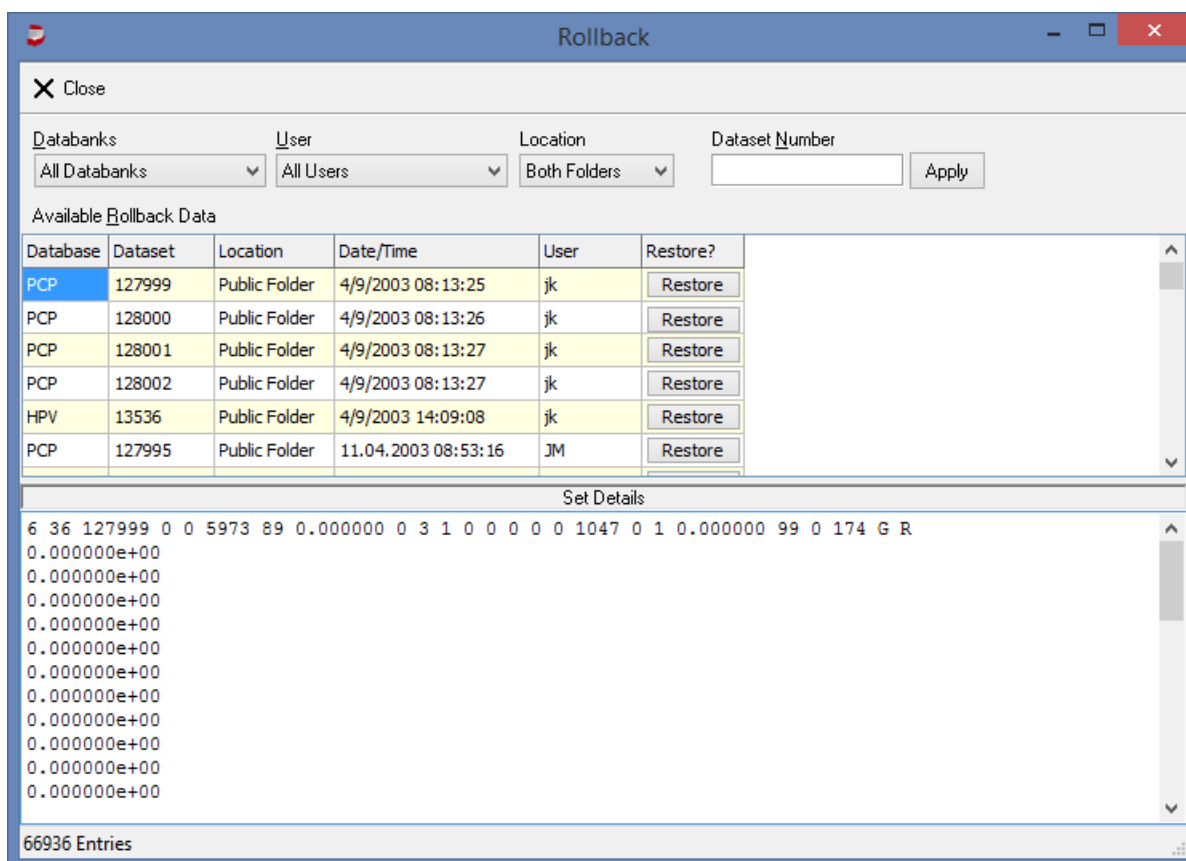 Rollback
Close
Databanks User Location Dataset Number
All Databanks All Users Both Folders Apply
Available Rollback Data
Database Dataset Location Date/Time User Restore?
PCP 127999 Public Folder 4/9/2003 08:13:25 jk Restore
PCP 128000 Public Folder 4/9/2003 08:13:26 jk Restore
PCP 128001 Public Folder 4/9/2003 08:13:27 jk Restore
PCP 128002 Public Folder 4/9/2003 08:13:27 jk Restore
HPV 13536 Public Folder 4/9/2003 14:09:08 jk Restore
PCP 127995 Public Folder 11.04.2003 08:53:16 JM Restore
Set Details
6 36 127999 0 0 5973 89 0.000000 0 3 1 0 0 0 0 0 1047 0 1 0.000000 99 0 174 G R
0.000000e+00
0.000000e+00
0.000000e+00
0.000000e+00
0.000000e+00
0.000000e+00
0.000000e+00
0.000000e+00
0.000000e+00
0.000000e+00
0.000000e+00
66936 Entries